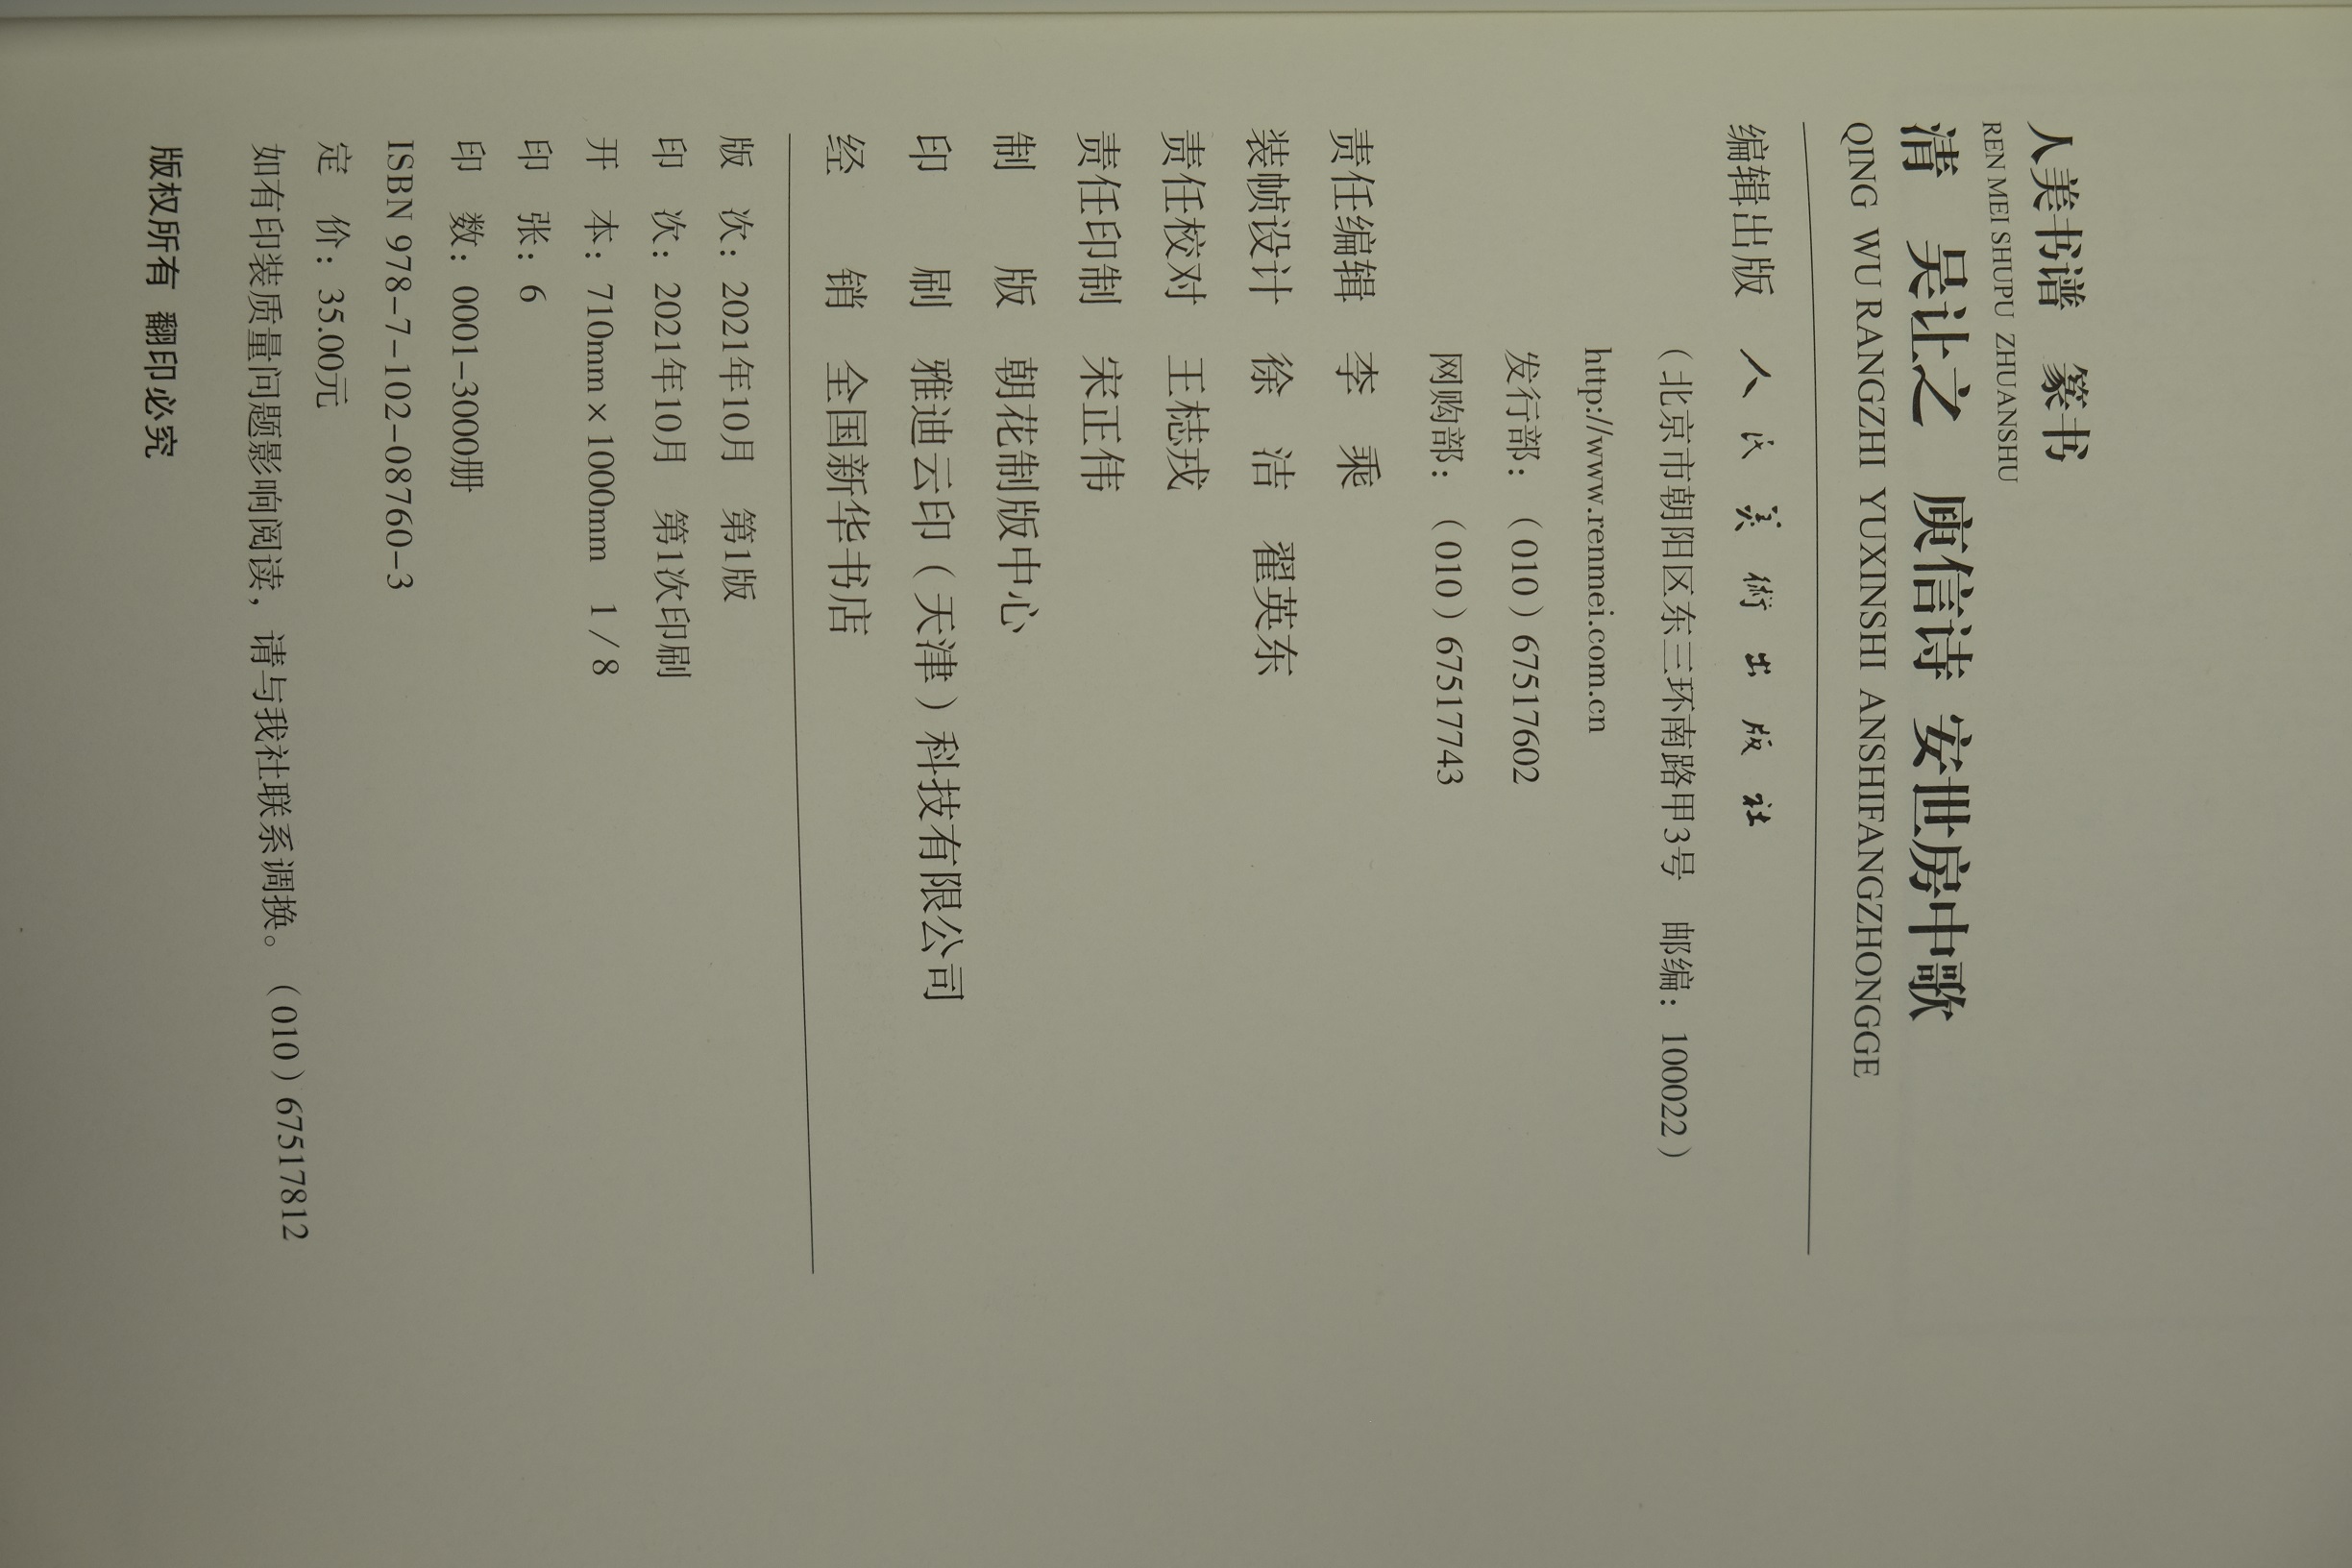 人美书谱 篆书
REN MEI SHUPU ZHUANSHU
清 吴让之 庾信诗 安世房中歌
QING WU RANGZHI YUXINSHI ANSHIFANGZHONGGE
编辑出版 人民美術出版社
（北京市朝阳区东三环南路甲3号 邮编：100022）
http://www.renmei.com.cn
发行部：（010）67517602
网购部：（010）67517743
责任编辑 李 乘
装帧设计 徐 洁 翟英东
责任校对 王梽戎
责任印制 宋正伟
制 版 朝花制版中心
印 刷 雅迪云印（天津）科技有限公司
经 销 全国新华书店
版 次：2021年10月 第1版
印 次：2021年10月 第1次印刷
开 本：710mm×1000mm 1/8
印 张：6
印 数：0001–3000册
ISBN 978–7–102–08760–3
定 价：35.00元
如有印装质量问题影响阅读，请与我社联系调换。（010）67517812
版权所有 翻印必究